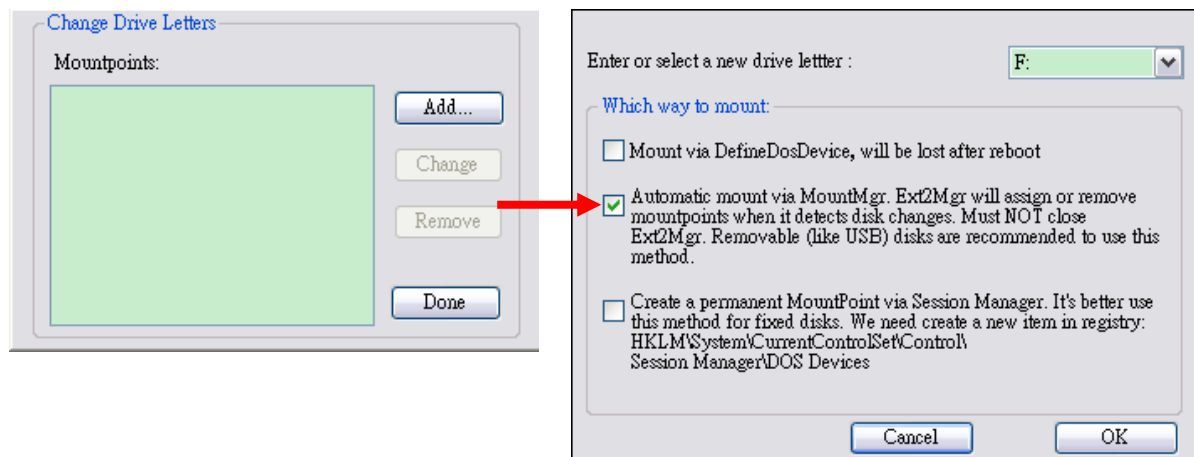 Change Drive Letters
Mountpoints:
Add...
Change
Remove
Done
Enter or select a new drive lettter :
F:
Which way to mount:
Mount via DefineDosDevice, will be lost after reboot
Automatic mount via MountMgr. Ext2Mgr will assign or remove
mountpoints when it detects disk changes. Must NOT close
Ext2Mgr. Removable (like USB) disks are recommended to use this
method.
Create a permanent MountPoint via Session Manager. It's better use
this method for fixed disks. We need create a new item in registry:
HKLM\System\CurrentControlSet\Control\
Session Manager\DOS Devices
Cancel
OK